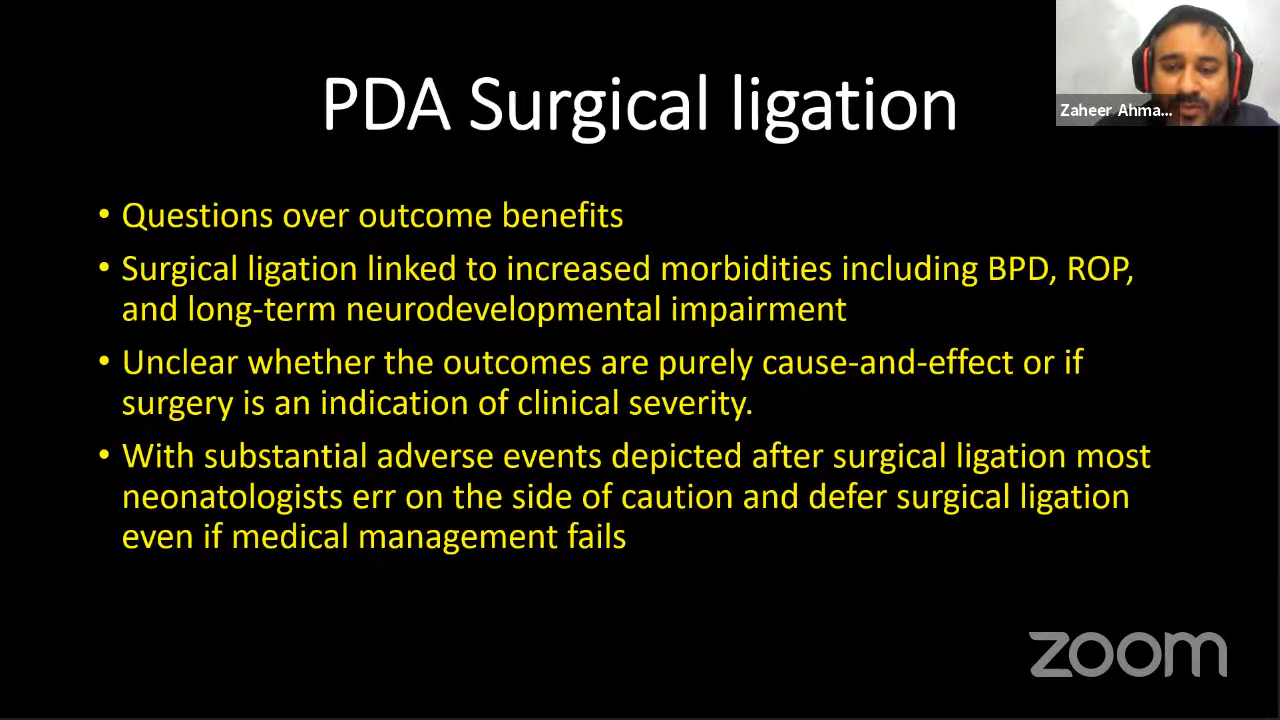 PDA Surgical ligation
Zaheer Ahma...
• Questions over outcome benefits
• Surgical ligation linked to increased morbidities including BPD, ROP,
and long-term neurodevelopmental impairment
• Unclear whether the outcomes are purely cause-and-effect or if
surgery is an indication of clinical severity.
• With substantial adverse events depicted after surgical ligation most
neonatologists err on the side of caution and defer surgical ligation
even if medical management fails
zoom